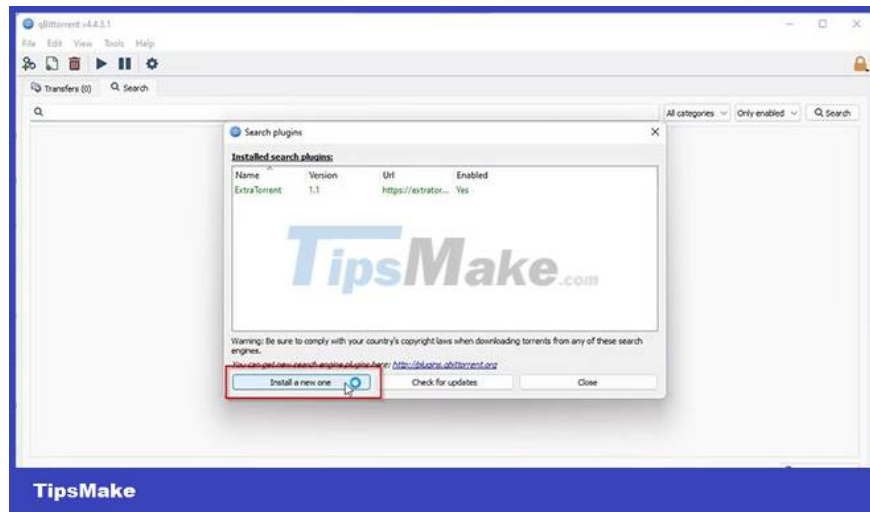 qBittorrent v4.4.3.1
File Edit View Tools Help
Transfers (0) Search
All categories Only enabled Search
Search plugins
Installed search plugins:
Name Version Url Enabled
ExtraTorrent 1.1 https://extrator... Yes
TipsMake.com
Warning: Be sure to comply with your country's copyright laws when downloading torrents from any of these search
engines.
You can get new search engine plugins here: http://plugins.qbittorrent.org
Install a new one Check for updates Close
TipsMake